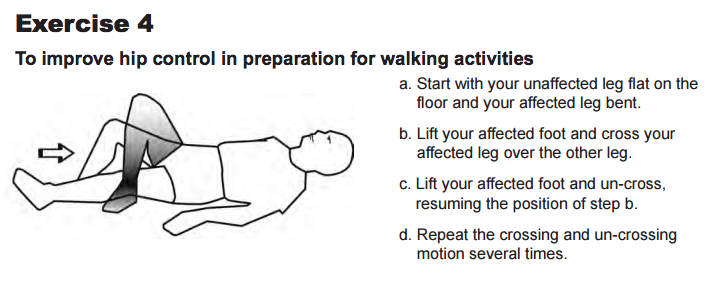 Exercise 4
To improve hip control in preparation for walking activities
a. Start with your unaffected leg flat on the
floor and your affected leg bent.
b. Lift your affected foot and cross your
affected leg over the other leg.
c. Lift your affected foot and un-cross,
resuming the position of step b.
d. Repeat the crossing and un-crossing
motion several times.